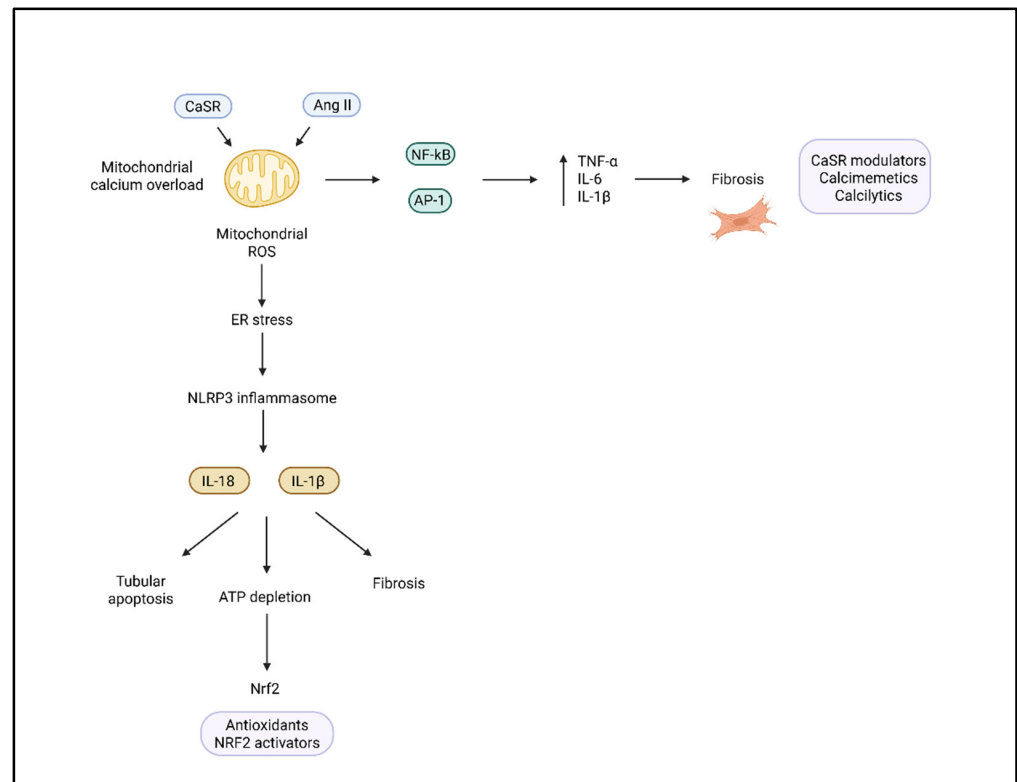 CaSR
Ang II
Mitochondrial
calcium overload
NF-kB
AP-1
TNF-α
IL-6
IL-1β
Fibrosis
CaSR modulators
Calcimemetics
Calcilytics
Mitochondrial
ROS
ER stress
NLRP3 inflammasome
IL-18
IL-1β
Tubular
apoptosis
ATP depletion
Fibrosis
Nrf2
Antioxidants
NRF2 activators